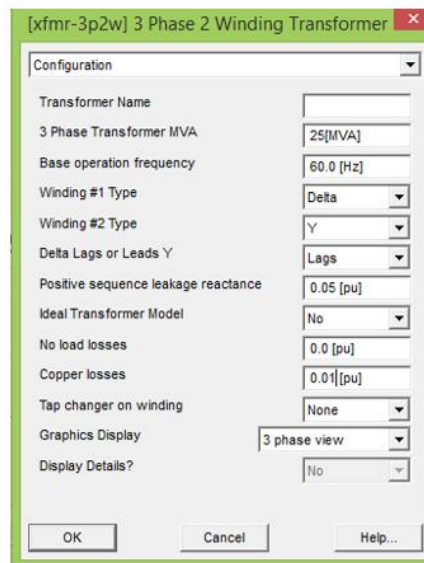 [xfmr-3p2w] 3 Phase 2 Winding Transformer
Configuration
Transformer Name
3 Phase Transformer MVA 25[MVA]
Base operation frequency 60.0 [Hz]
Winding #1 Type Delta
Winding #2 Type Y
Delta Lags or Leads Y Lags
Positive sequence leakage reactance 0.05 [pu]
Ideal Transformer Model No
No load losses 0.0 [pu]
Copper losses 0.01 [pu]
Tap changer on winding None
Graphics Display 3 phase view
Display Details? No
OK Cancel Help...